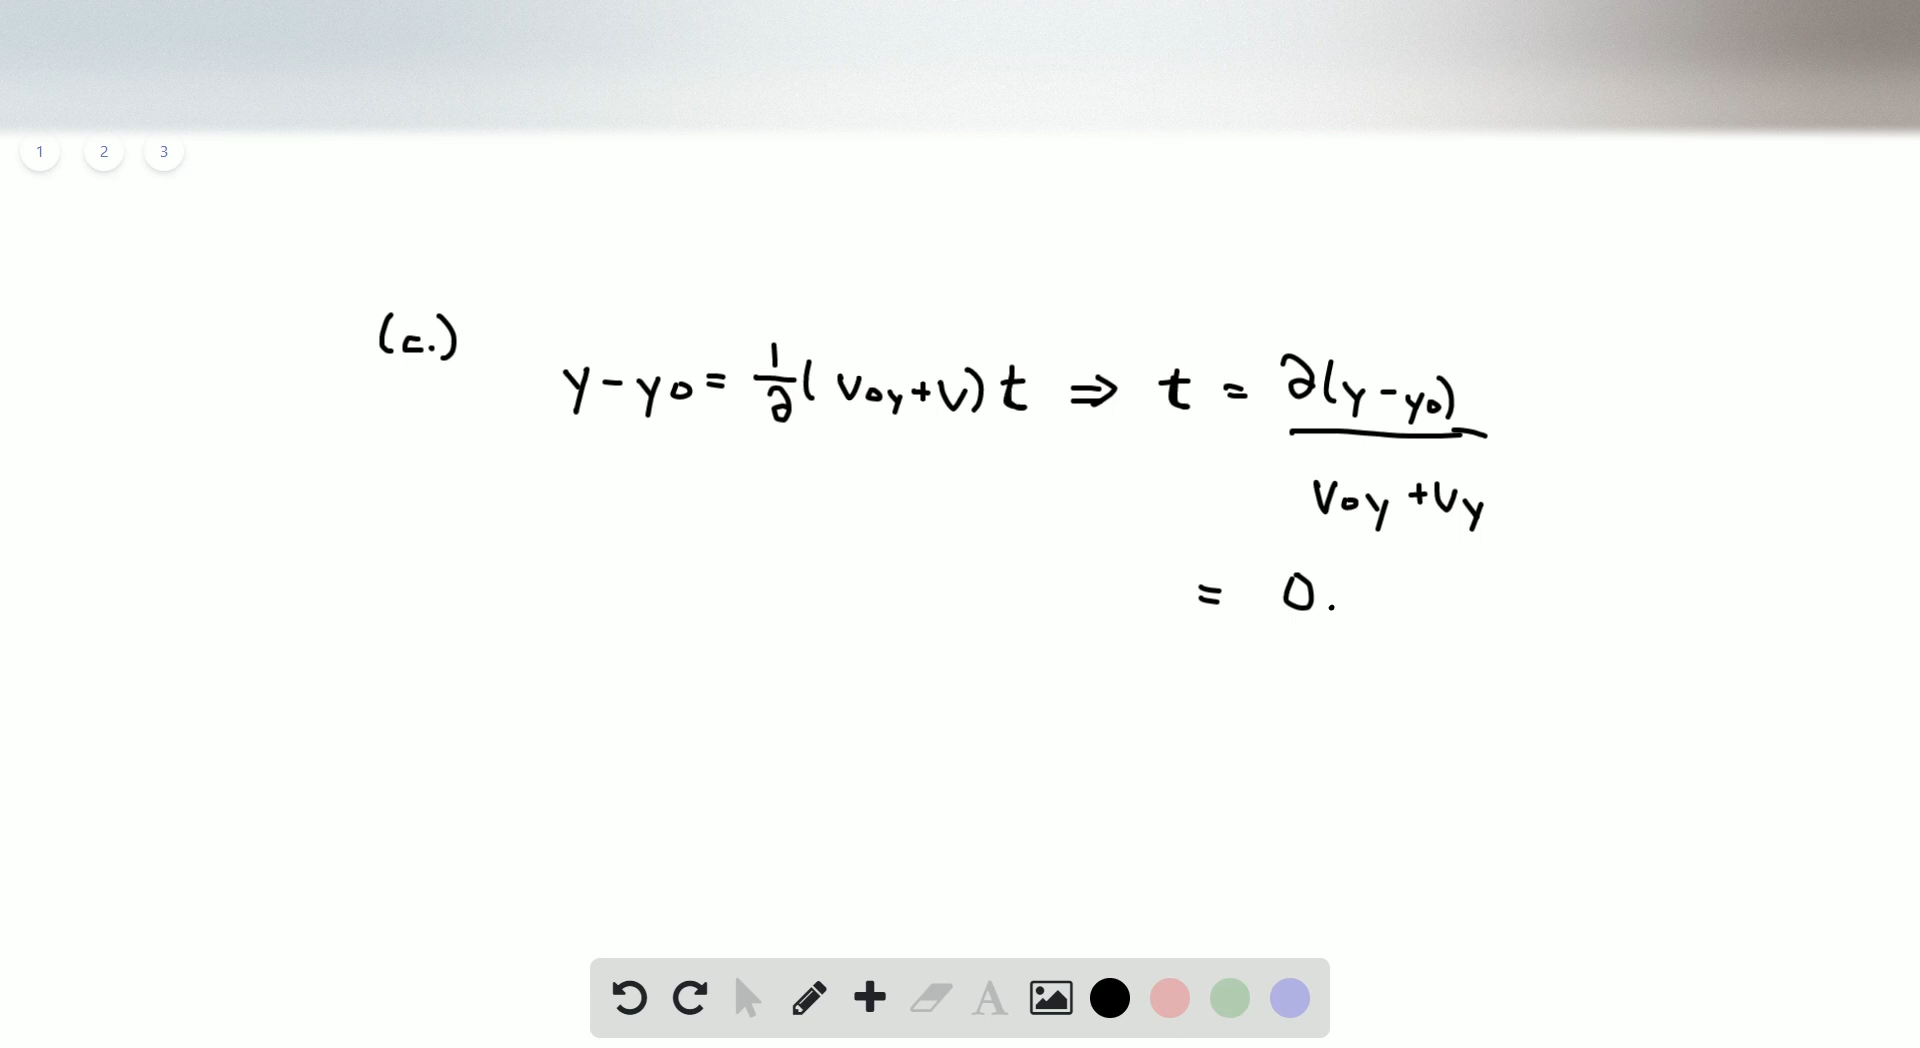 1 2 3
(c.)
y - y0 = 1/2 (v0y + v) t ⇒ t = 2(y - y0) / v0y + vy
= 0.
A